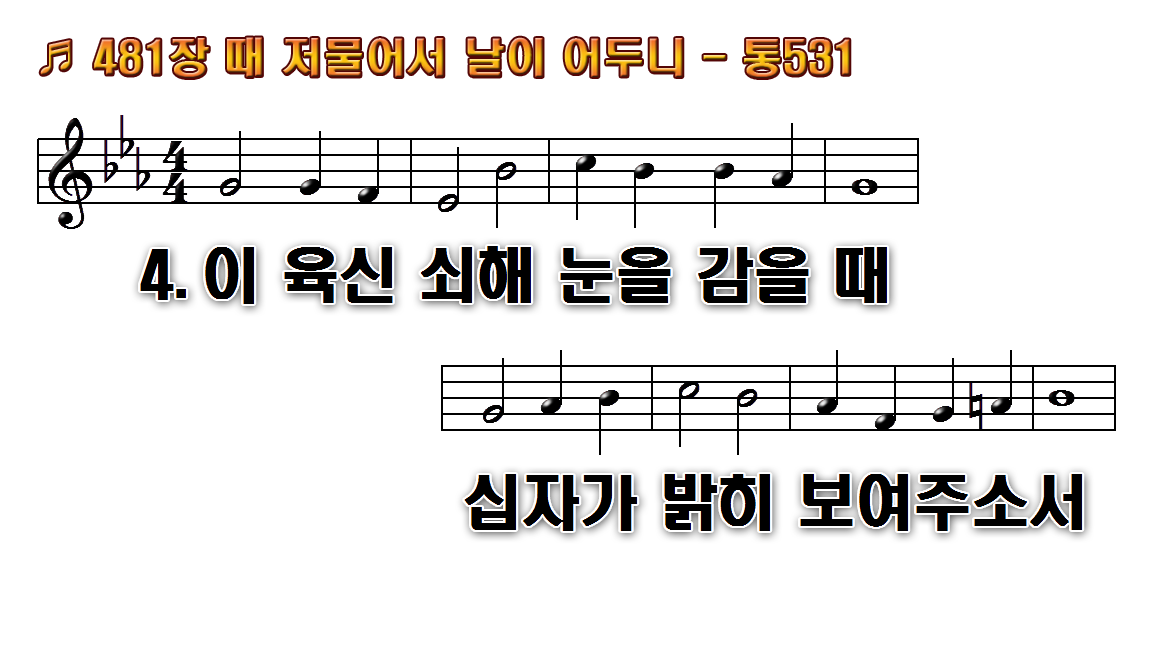 ♬ 481장 때 저물어서 날이 어두니 - 통531
4
4
4. 이 육신 쇠해 눈을 감을 때
십자가 밝히 보여주소서